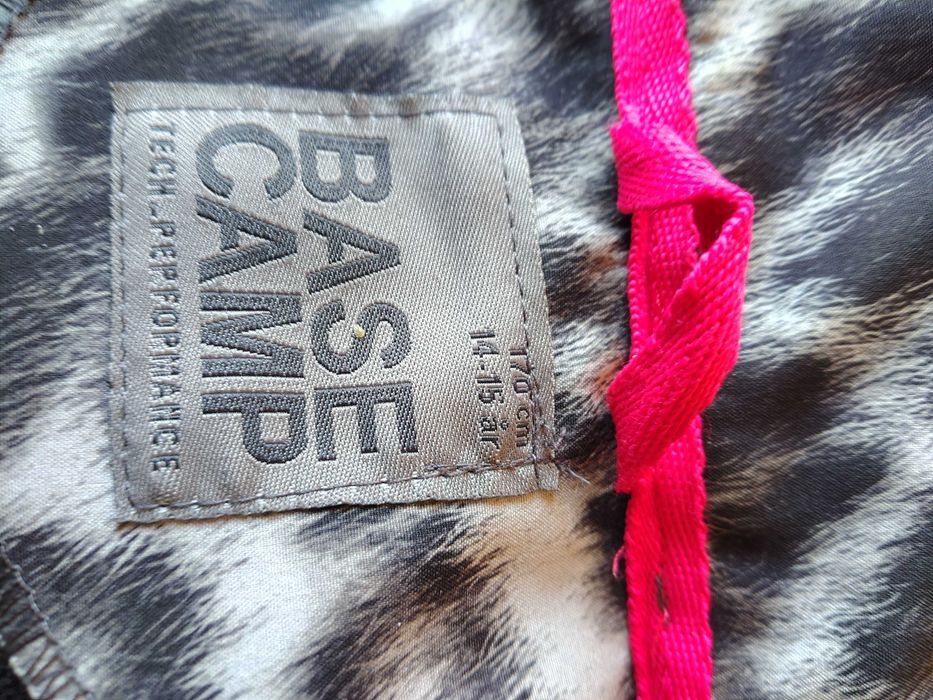 170 cm
14-15 år
BASE
CAMP
TECH_PERFORMANCE